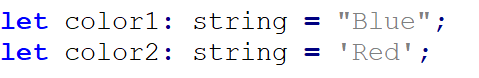 let color1: string = "Blue";
let color2: string = 'Red';